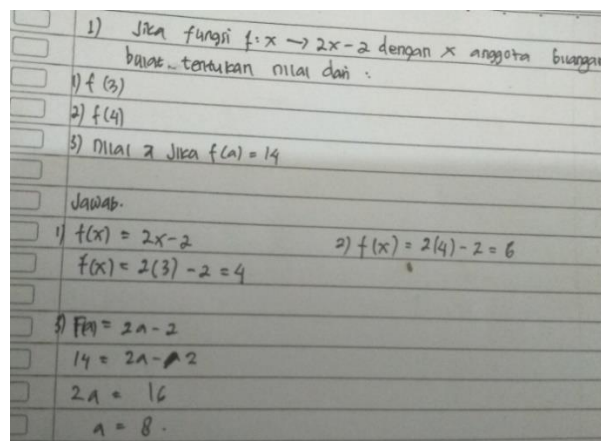 1) Jika fungsi f: x → 2x - 2 dengan x anggota
bulat. tentukan nilai dari :
1) f (3)
2) f(4)
3) nilai a Jika f(a) = 14
Jawab.
1) f(x) = 2x - 2
2) f(x) = 2(4) - 2 = 6
f(x) = 2(3) - 2 = 4
3) F(a) = 2a - 2
14 = 2a - 2
2a = 16
a = 8.